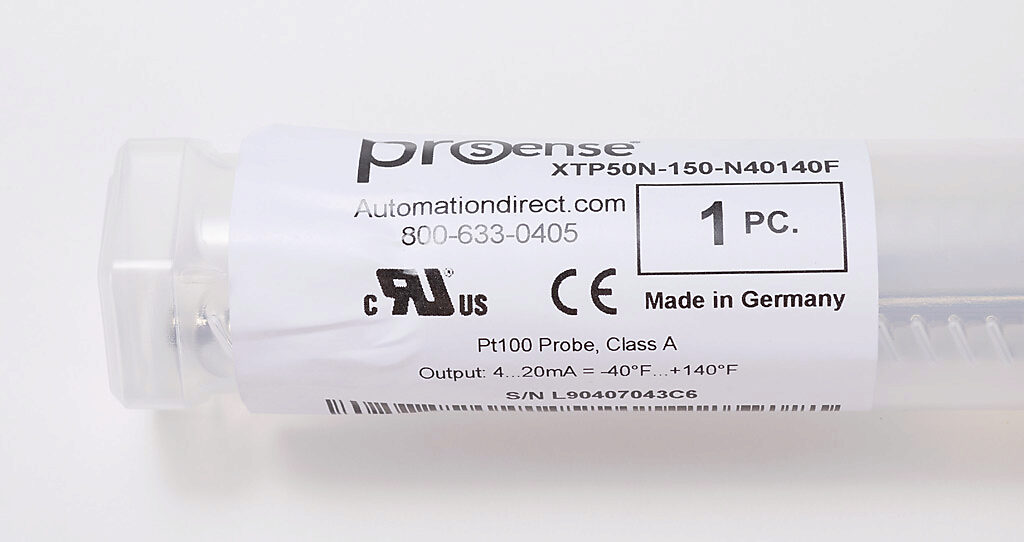 prosense
XTP50N-150-N40140F
Automationdirect.com
800-633-0405
1 PC.
c RU US
CE
Made in Germany
Pt100 Probe, Class A
Output: 4...20mA = -40°F...+140°F
S/N L90407043C6